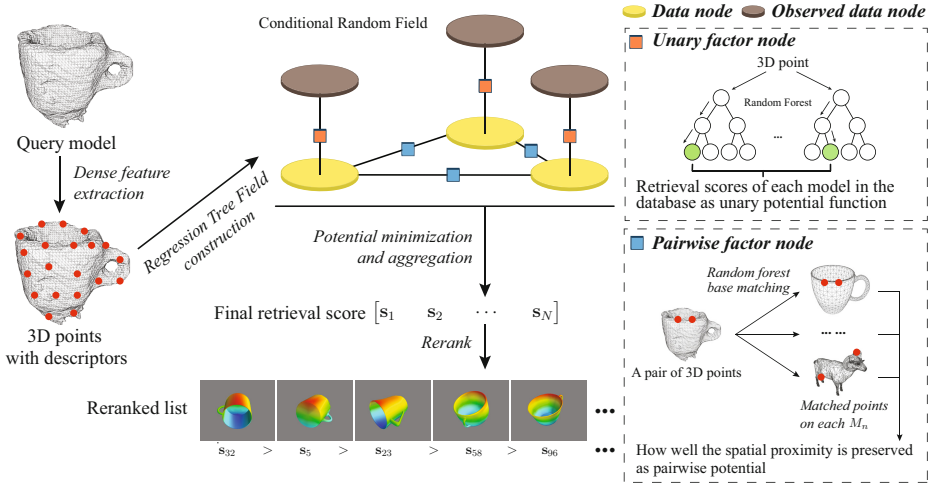 Conditional Random Field
Data node
Observed data node
Query model
Dense feature
extraction
3D points
with descriptors
Regression Tree Field
construction
Potential minimization
and aggregation
Final retrieval score [s1 s2 ⋯ sN]
Rerank
Reranked list
...
s32 > s5 > s23 > s58 > s96 ...
Unary factor node
3D point
Random Forest
...
Retrieval scores of each model in the
database as unary potential function
Pairwise factor node
Random forest
base matching
... ...
A pair of 3D points
Matched points
on each Mn
How well the spatial proximity is preserved
as pairwise potential